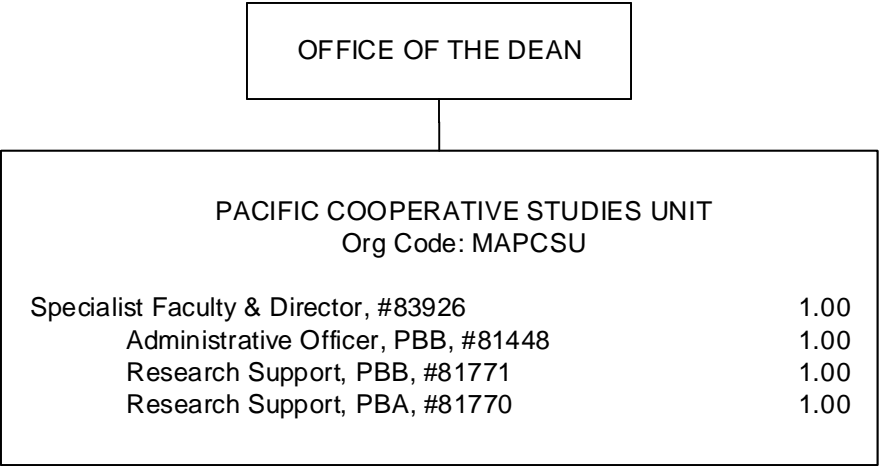 OFFICE OF THE DEAN
PACIFIC COOPERATIVE STUDIES UNIT
Org Code: MAPCSU
Specialist Faculty & Director, #83926 1.00
Administrative Officer, PBB, #81448 1.00
Research Support, PBB, #81771 1.00
Research Support, PBA, #81770 1.00